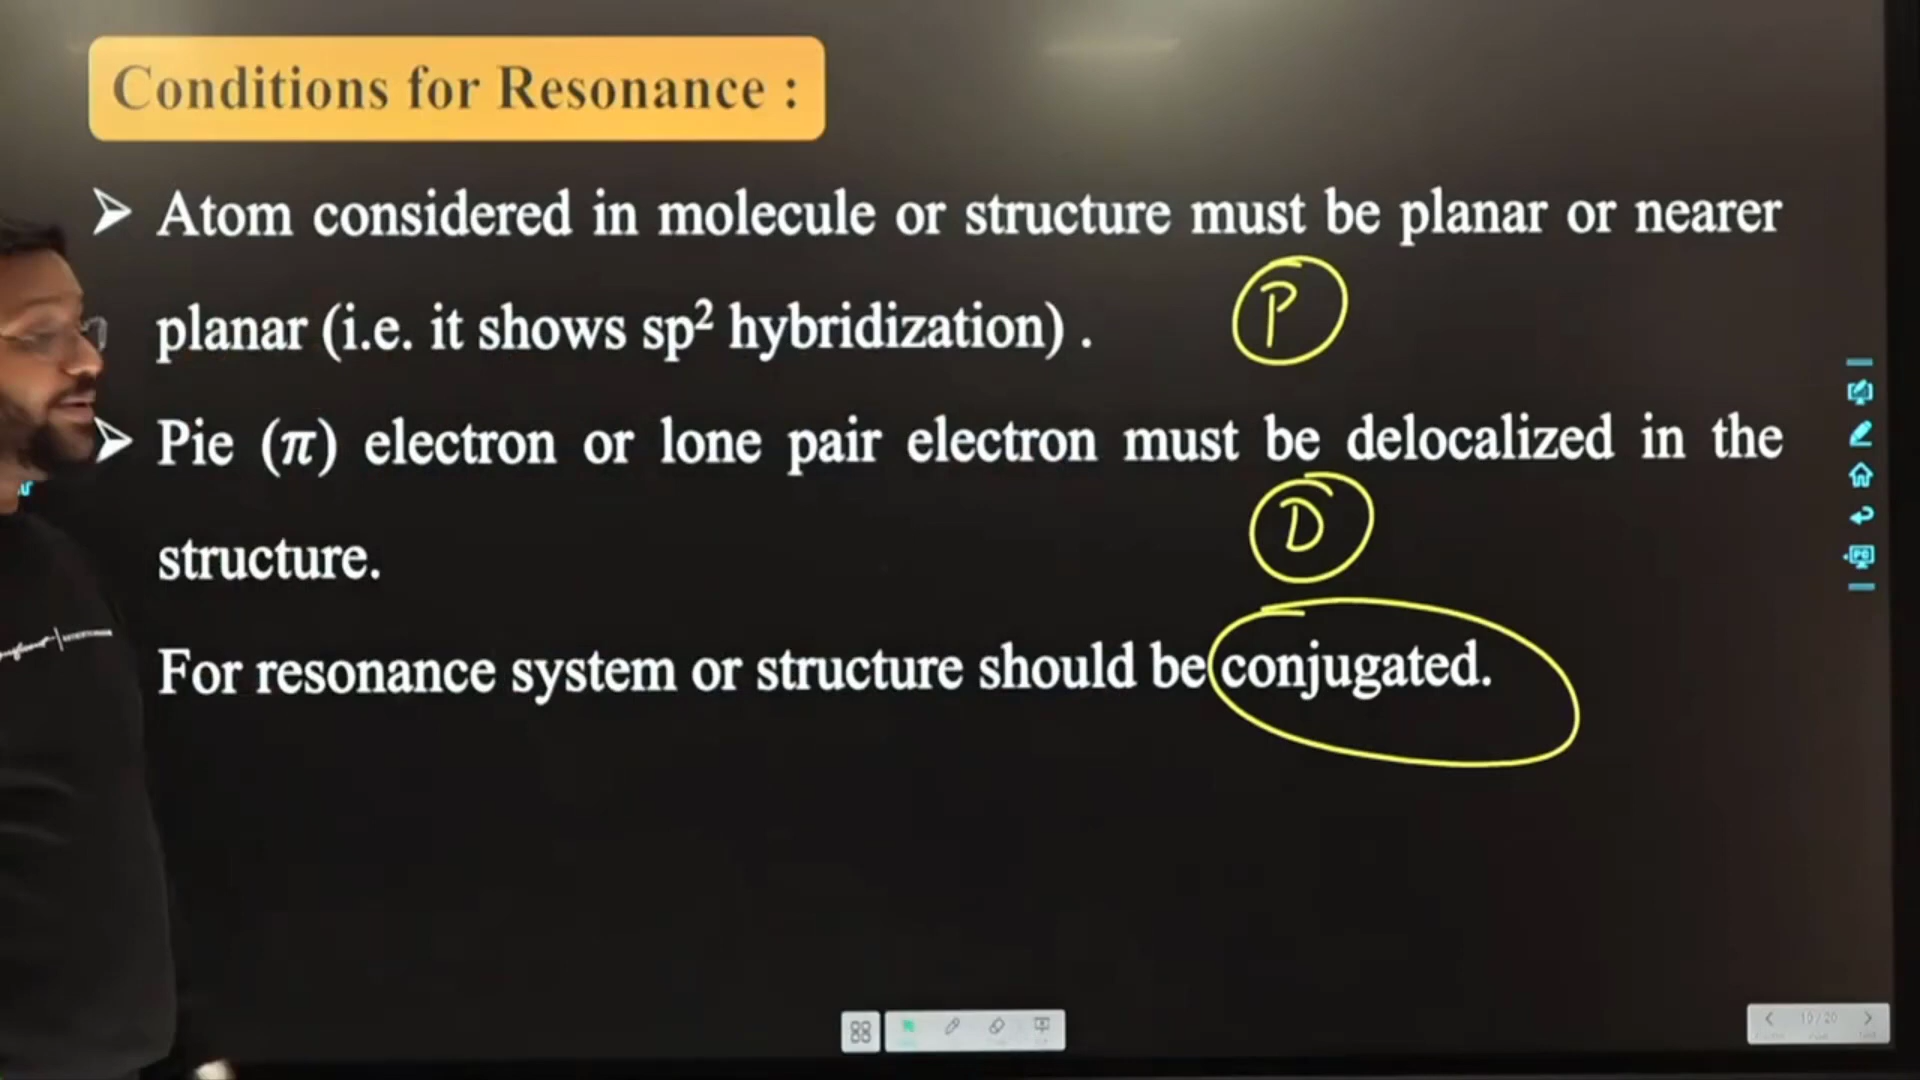 Conditions for Resonance :
➢ Atom considered in molecule or structure must be planar or nearer
planar (i.e. it shows sp² hybridization) .
P
➢ Pie (π) electron or lone pair electron must be delocalized in the
D
structure.
For resonance system or structure should be conjugated.
PC